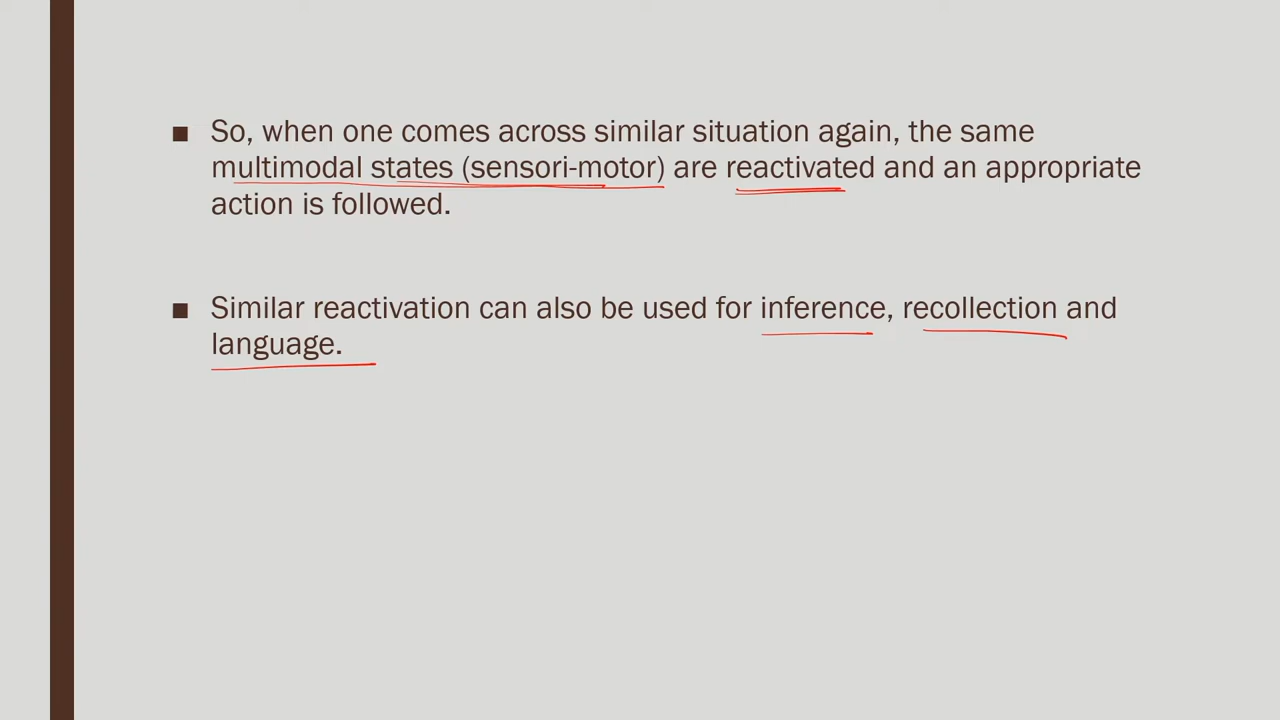 ■ So, when one comes across similar situation again, the same
multimodal states (sensori-motor) are reactivated and an appropriate
action is followed.
■ Similar reactivation can also be used for inference, recollection and
language.